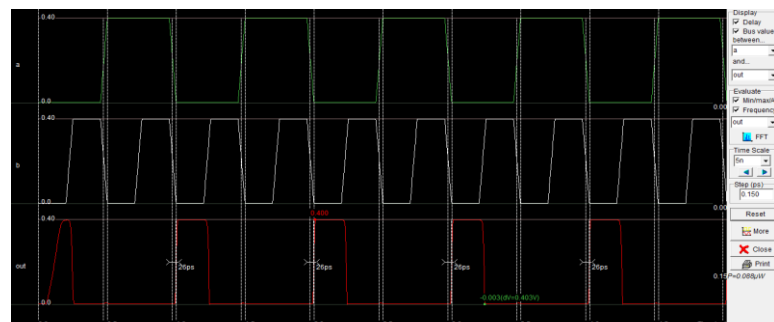 0.40
a
0.0
0.00
0.40
b
0.0
0.00
0.40
0.400
out
26ps
26ps
26ps
26ps
0.15
-0.003(dV=0.403V)
0.0
Display
Delay
Bus value
between...
a
and...
out
Evaluate
Min/max/
Frequenc
out
FFT
Time Scale
5n
Step (ps)
0.150
Reset
More
Close
Print
P=0.088µW